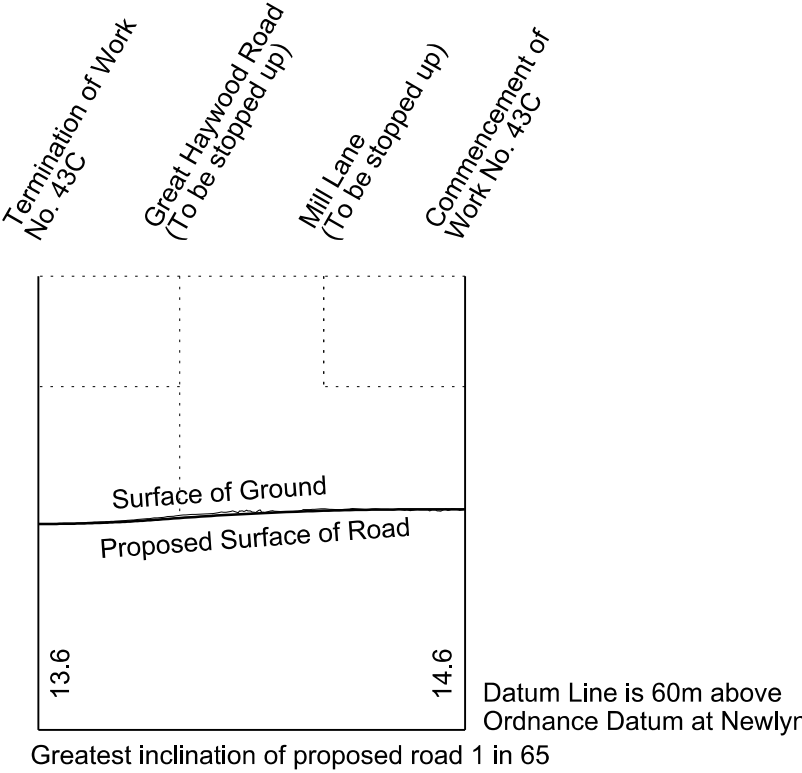 Termination of Work
No. 43C
Great Haywood Road
(To be stopped up)
Mill Lane
(To be stopped up)
Commencement of
Work No. 43C
Surface of Ground
Proposed Surface of Road
13.6
14.6
Datum Line is 60m above
Ordnance Datum at Newlyn
Greatest inclination of proposed road 1 in 65